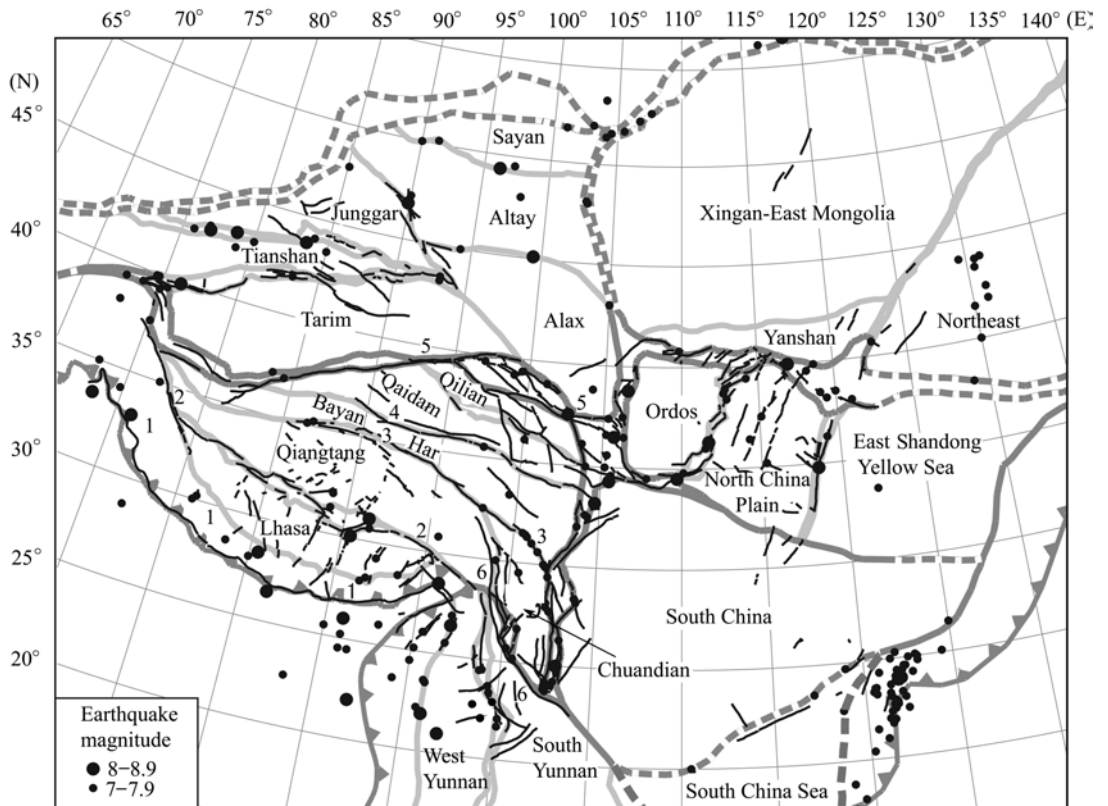 65° 70° 75° 80° 85° 90° 95° 100° 105° 110° 115° 120° 125° 130° 135° 140° (E)
(N)
45°
40°
35°
30°
25°
20°
Sayan
Junggar
Altay
Xingan-East Mongolia
Tianshan
Tarim
Alax
Yanshan
Northeast
5
Qilian
5
Qaidam
4
Bayan
Har
3
2
1
Qiangtang
Ordos
East Shandong
Yellow Sea
North China
Plain
1
Lhasa
2
3
1
6
South China
Chuandian
6
West
Yunnan
South
Yunnan
South China Sea
Earthquake
magnitude
8−8.9
7−7.9